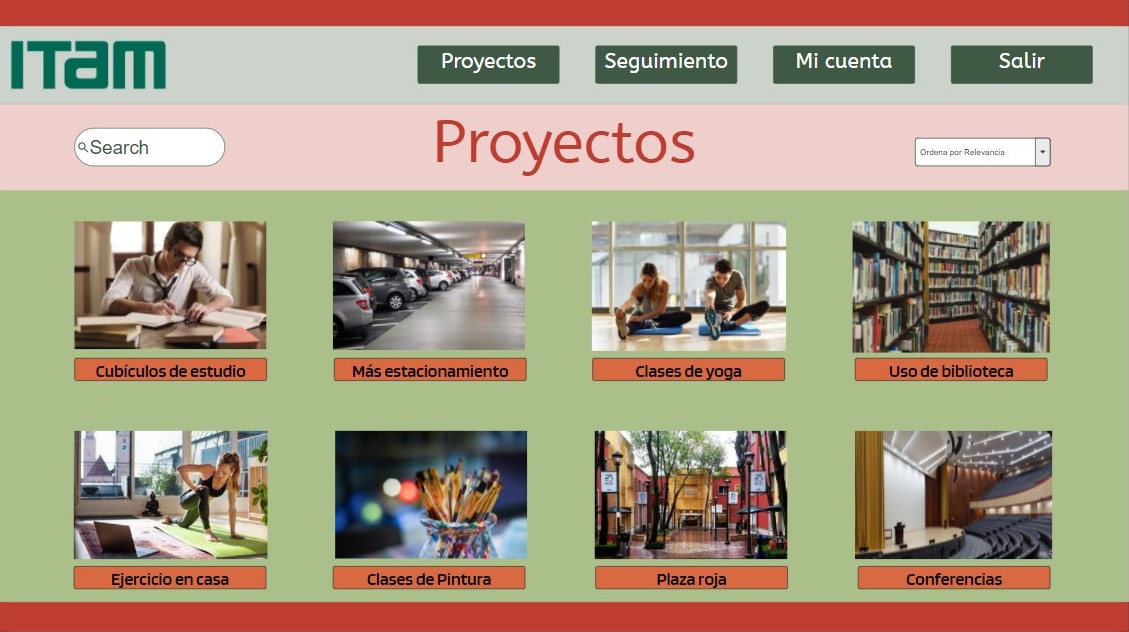 ITAM
Proyectos
Seguimiento
Mi cuenta
Salir
Search
Proyectos
Ordena por Relevancia
Cubículos de estudio
Más estacionamiento
Clases de yoga
Uso de biblioteca
Ejercicio en casa
Clases de Pintura
Plaza roja
Conferencias